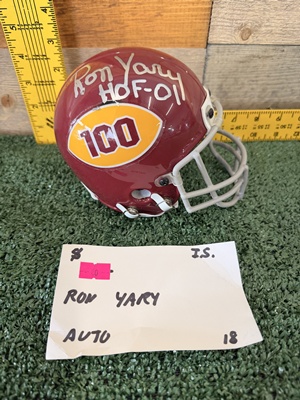 Ron Yary
HOF-01
100
$ I.S.
RON YARY
AUTO 18